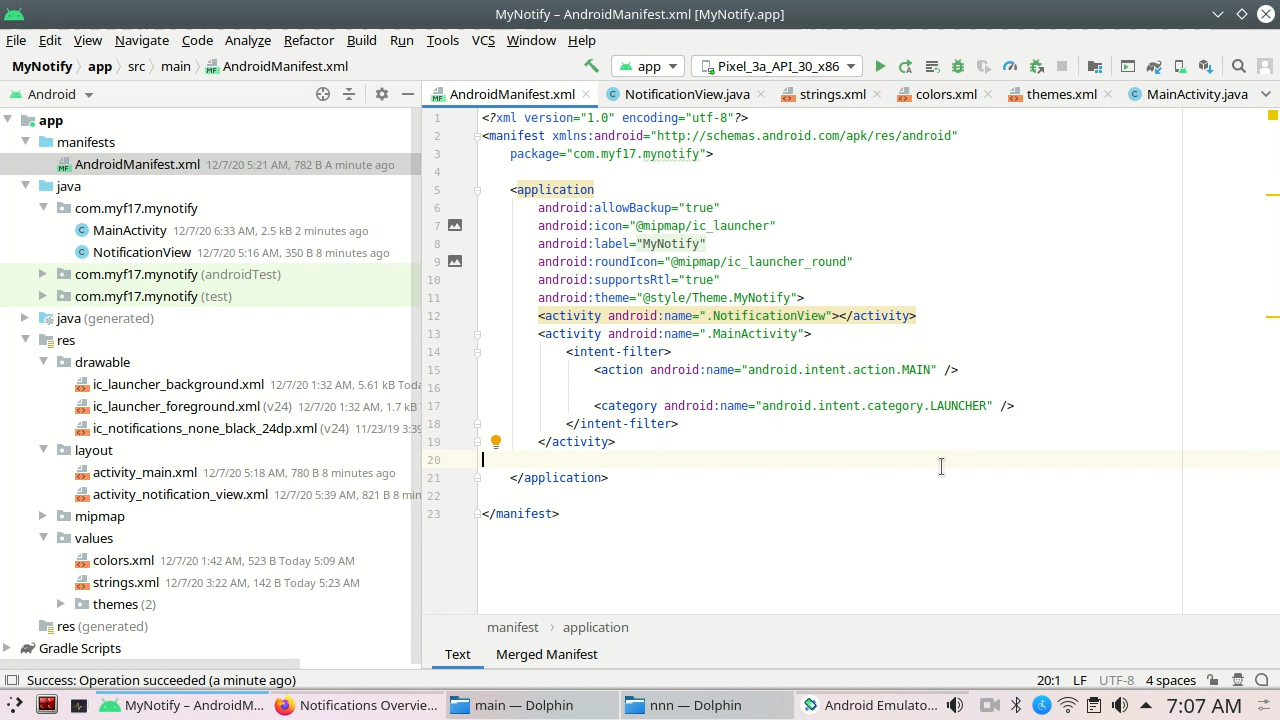 MyNotify – AndroidManifest.xml [MyNotify.app]
File Edit View Navigate Code Analyze Refactor Build Run Tools VCS Window Help
MyNotify app src main AndroidManifest.xml app Pixel_3a_API_30_x86
Android AndroidManifest.xml NotificationView.java strings.xml colors.xml themes.xml MainActivity.java
app
manifests
AndroidManifest.xml 12/7/20 5:21 AM, 782 B A minute ago
java
com.myf17.mynotify
MainActivity 12/7/20 6:33 AM, 2.5 kB 2 minutes ago
NotificationView 12/7/20 5:16 AM, 350 B 8 minutes ago
com.myf17.mynotify (androidTest)
com.myf17.mynotify (test)
java (generated)
res
drawable
ic_launcher_background.xml 12/7/20 1:32 AM, 5.61 kB Toda
ic_launcher_foreground.xml (v24) 12/7/20 1:32 AM, 1.7 kB
ic_notifications_none_black_24dp.xml (v24) 11/23/19 3:39
layout
activity_main.xml 12/7/20 5:18 AM, 780 B 8 minutes ago
activity_notification_view.xml 12/7/20 5:39 AM, 821 B 8 min
mipmap
values
colors.xml 12/7/20 1:42 AM, 523 B Today 5:09 AM
strings.xml 12/7/20 3:22 AM, 142 B Today 5:23 AM
themes (2)
res (generated)
Gradle Scripts
1 <?xml version="1.0" encoding="utf-8"?>
2 <manifest xmlns:android="http://schemas.android.com/apk/res/android"
3 package="com.myf17.mynotify">
4
5 <application
6 android:allowBackup="true"
7 android:icon="@mipmap/ic_launcher"
8 android:label="MyNotify"
9 android:roundIcon="@mipmap/ic_launcher_round"
10 android:supportsRtl="true"
11 android:theme="@style/Theme.MyNotify">
12 <activity android:name=".NotificationView"></activity>
13 <activity android:name=".MainActivity">
14 <intent-filter>
15 <action android:name="android.intent.action.MAIN" />
16
17 <category android:name="android.intent.category.LAUNCHER" />
18 </intent-filter>
19 </activity>
20
21 </application>
22
23 </manifest>
manifest application
Text Merged Manifest
Success: Operation succeeded (a minute ago) 20:1 LF UTF-8 4 spaces
MyNotify – AndroidM... Notifications Overvie... main — Dolphin nnn — Dolphin Android Emulato... 7:07 AM